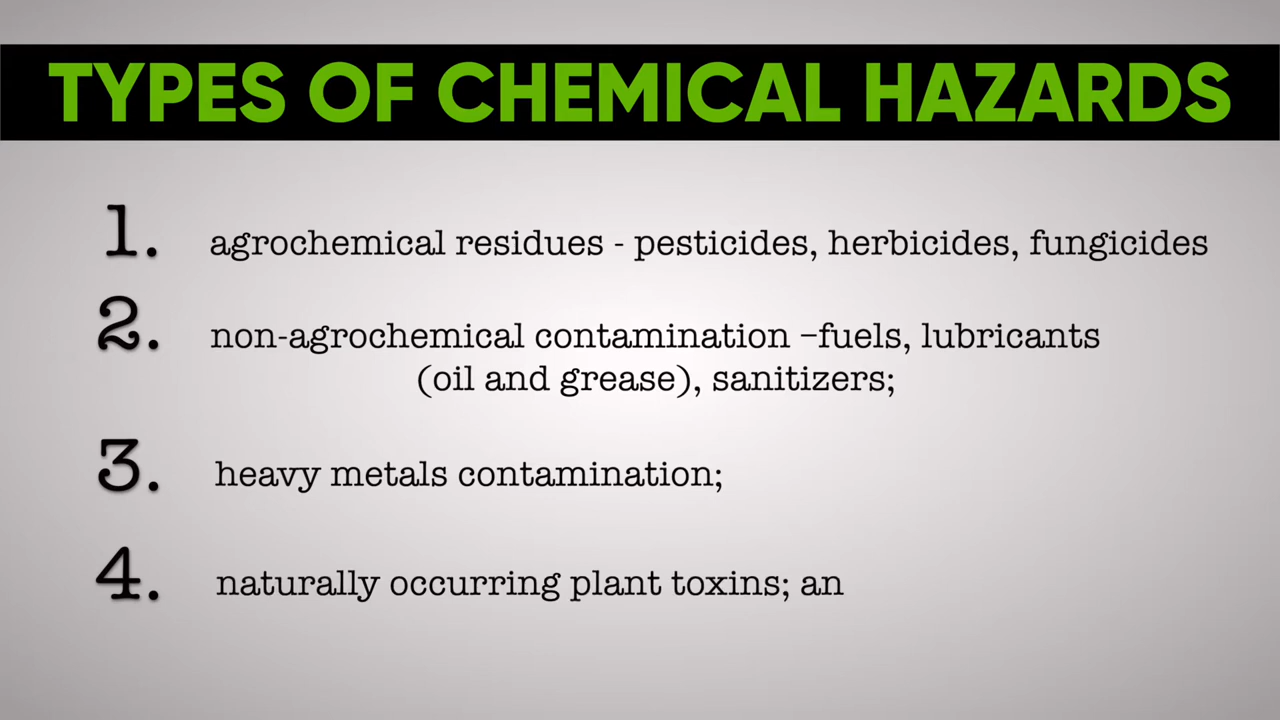 TYPES OF CHEMICAL HAZARDS
1. agrochemical residues - pesticides, herbicides, fungicides
2. non-agrochemical contamination –fuels, lubricants
(oil and grease), sanitizers;
3. heavy metals contamination;
4. naturally occurring plant toxins; an